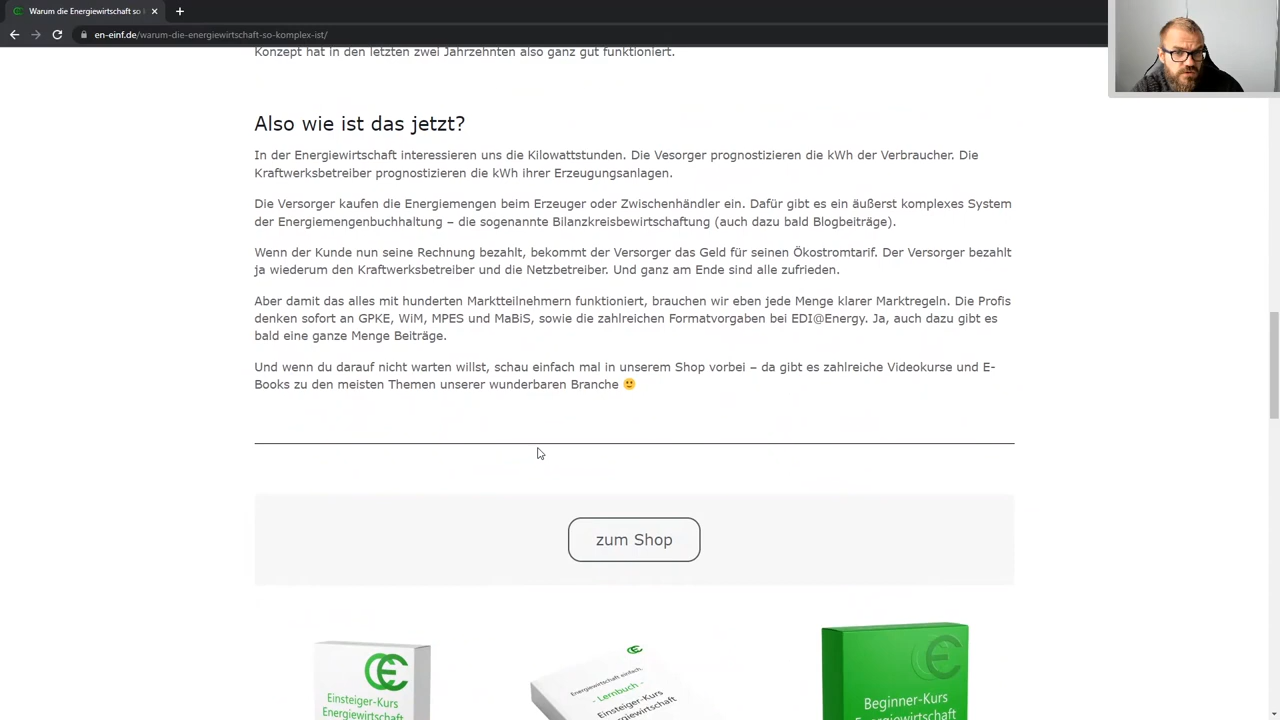 Warum die Energiewirtschaft so
en-einf.de/warum-die-energiewirtschaft-so-komplex-ist/
Konzept hat in den letzten zwei Jahrzehnten also ganz gut funktioniert.
Also wie ist das jetzt?
In der Energiewirtschaft interessieren uns die Kilowattstunden. Die Vesorger prognostizieren die kWh der Verbraucher. Die
Kraftwerksbetreiber prognostizieren die kWh ihrer Erzeugungsanlagen.
Die Versorger kaufen die Energiemengen beim Erzeuger oder Zwischenhändler ein. Dafür gibt es ein äußerst komplexes System
der Energiemengenbuchhaltung – die sogenannte Bilanzkreisbewirtschaftung (auch dazu bald Blogbeiträge).
Wenn der Kunde nun seine Rechnung bezahlt, bekommt der Versorger das Geld für seinen Ökostromtarif. Der Versorger bezahlt
ja wiederum den Kraftwerksbetreiber und die Netzbetreiber. Und ganz am Ende sind alle zufrieden.
Aber damit das alles mit hunderten Marktteilnehmern funktioniert, brauchen wir eben jede Menge klarer Marktregeln. Die Profis
denken sofort an GPKE, WiM, MPES und MaBiS, sowie die zahlreichen Formatvorgaben bei EDI@Energy. Ja, auch dazu gibt es
bald eine ganze Menge Beiträge.
Und wenn du darauf nicht warten willst, schau einfach mal in unserem Shop vorbei – da gibt es zahlreiche Videokurse und E-
Books zu den meisten Themen unserer wunderbaren Branche 🙂
zum Shop
Einsteiger-Kurs
Energiewirtschaft
Energiewirtschaft einfach
- Lernbuch -
Einsteiger-Kurs
Beginner-Kurs
Energiewirtschaft